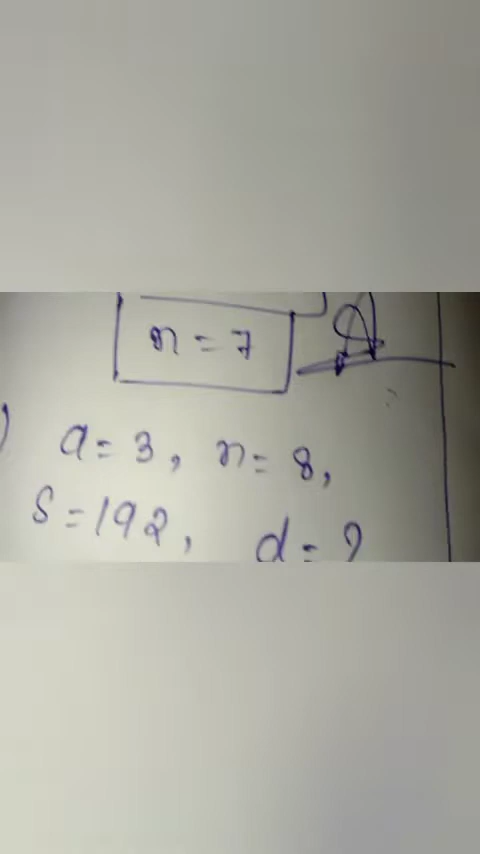 n = 7
) a = 3, n = 8,
S = 192, d = ?